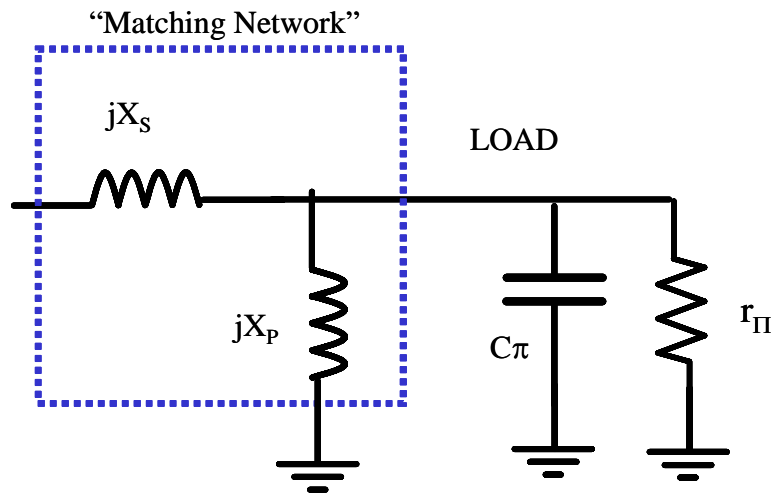 “Matching Network”
jX_S
LOAD
jX_P
Cπ
r_Π